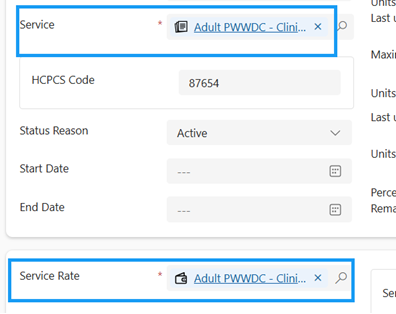 Units
Service * Adult PWWDC - Clini... ×
Last u
Maxim
HCPCS Code 87654
Units
Last u
Status Reason Active
Units
Start Date ---
Perce
End Date --- Rema
Service Rate * Adult PWWDC - Clini... ×
Ser